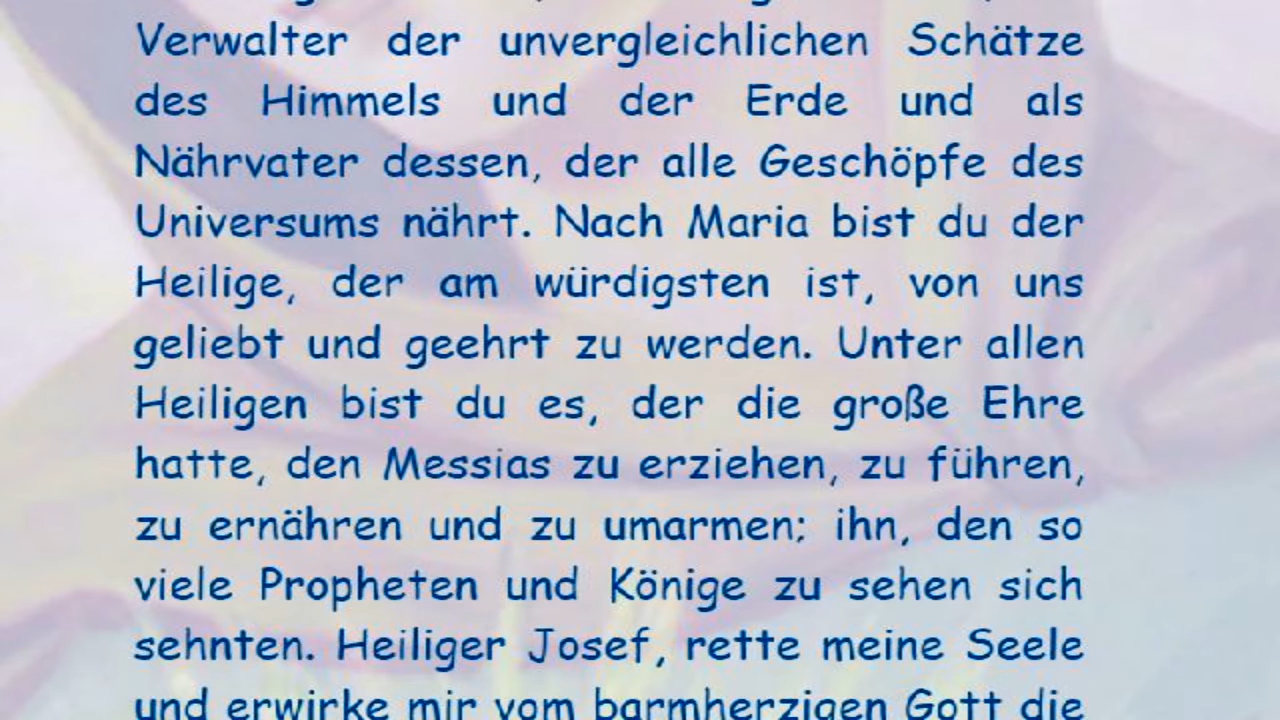 Verwalter der unvergleichlichen Schätze
des Himmels und der Erde und als
Nährvater dessen, der alle Geschöpfe des
Universums nährt. Nach Maria bist du der
Heilige, der am würdigsten ist, von uns
geliebt und geehrt zu werden. Unter allen
Heiligen bist du es, der die große Ehre
hatte, den Messias zu erziehen, zu führen,
zu ernähren und zu umarmen; ihn, den so
viele Propheten und Könige zu sehen sich
sehnten. Heiliger Josef, rette meine Seele
und erwirke mir vom barmherzigen Gott die